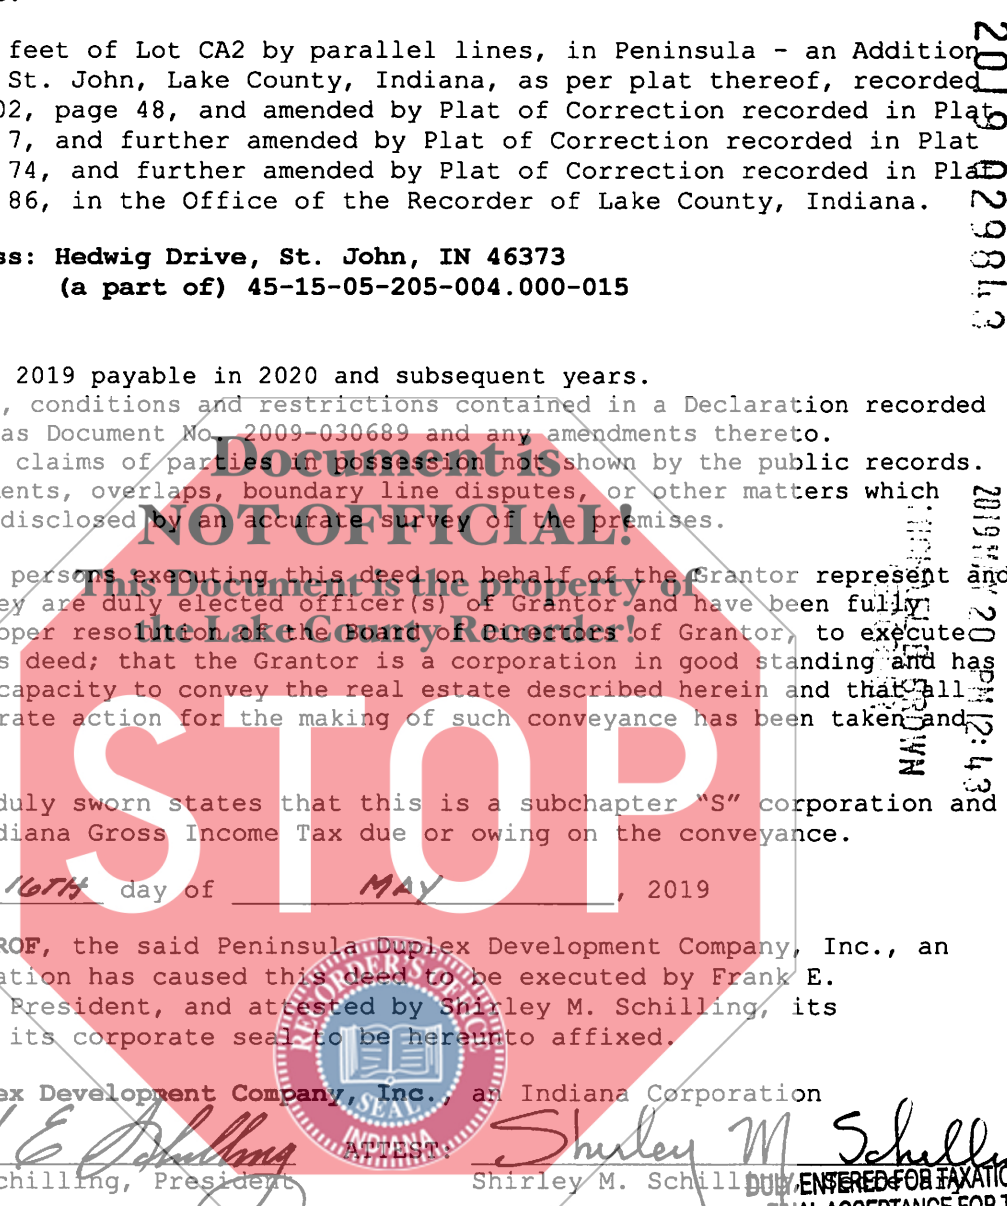 feet of Lot CA2 by parallel lines, in Peninsula - an Addition
St. John, Lake County, Indiana, as per plat thereof, recorded
02, page 48, and amended by Plat of Correction recorded in Plat
7, and further amended by Plat of Correction recorded in Plat
74, and further amended by Plat of Correction recorded in Plat
86, in the Office of the Recorder of Lake County, Indiana.
2019 029843
ss: Hedwig Drive, St. John, IN 46373
(a part of) 45-15-05-205-004.000-015
2019 payable in 2020 and subsequent years.
, conditions and restrictions contained in a Declaration recorded
as Document No. 2009-030689 and any amendments thereto.
claims of parties in possession not shown by the public records.
ents, overlaps, boundary line disputes, or other matters which
disclosed by an accurate survey of the premises.
Document is
NOT OFFICIAL!
This Document is the property of
the Lake County Recorder!
STOP
2019 MAY 20 PM 12:43
BROWN
persons executing this deed on behalf of the Grantor represent and
ey are duly elected officer(s) of Grantor and have been fully
oper resolution of the Board of Directors of Grantor, to execute
s deed; that the Grantor is a corporation in good standing and has
capacity to convey the real estate described herein and that all
rate action for the making of such conveyance has been taken and
duly sworn states that this is a subchapter "S" corporation and
diana Gross Income Tax due or owing on the conveyance.
16TH day of MAY, 2019
ROF, the said Peninsula Duplex Development Company, Inc., an
ation has caused this deed to be executed by Frank E.
President, and attested by Shirley M. Schilling, its
its corporate seal to be hereunto affixed.
RECORDER'S OFFICE
SEAL
INDIANA
ex Development Company, Inc., an Indiana Corporation
E Schilling ATTEST: Shirley M Schilling
chilling, President Shirley M. Schilling, Secretary
DULY ENTERED FOR TAXATIO
FINAL ACCEPTANCE FOR T